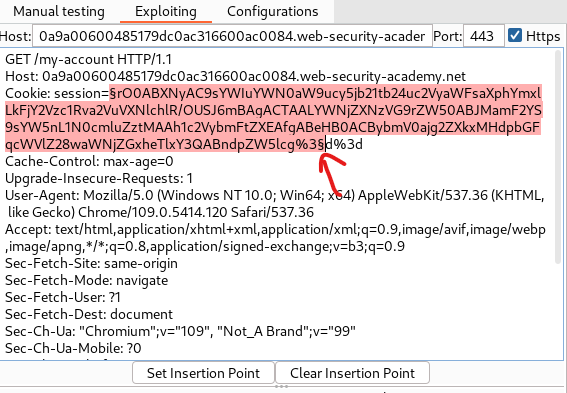 Manual testing Exploiting Configurations
Host: 0a9a00600485179dc0ac316600ac0084.web-security-acader Port: 443 Https
GET /my-account HTTP/1.1
Host: 0a9a00600485179dc0ac316600ac0084.web-security-academy.net
Cookie: session=§rO0ABXNyAC9sYWIuYWN0aW9ucy5jb21tb24uc2VyaWFsaXphYmxl
LkFjY2Vzc1Rva2VuVXNlchlR/OUSJ6mBAgACTAALYWNjZXNzVG9rZW50ABJMamF2YS
9sYW5nL1N0cmluZztMAAh1c2VybmFtZXEAfgABeHB0ACBybmV0ajg2ZXkxMHdpbGF
qcWVlZ28waWNjZGxheTlxY3QABndpZW5lcg%3§d%3d
Cache-Control: max-age=0
Upgrade-Insecure-Requests: 1
User-Agent: Mozilla/5.0 (Windows NT 10.0; Win64; x64) AppleWebKit/537.36 (KHTML,
like Gecko) Chrome/109.0.5414.120 Safari/537.36
Accept: text/html,application/xhtml+xml,application/xml;q=0.9,image/avif,image/webp
,image/apng,*/*;q=0.8,application/signed-exchange;v=b3;q=0.9
Sec-Fetch-Site: same-origin
Sec-Fetch-Mode: navigate
Sec-Fetch-User: ?1
Sec-Fetch-Dest: document
Sec-Ch-Ua: "Chromium";v="109", "Not_A Brand";v="99"
Sec-Ch-Ua-Mobile: ?0
Set Insertion Point Clear Insertion Point